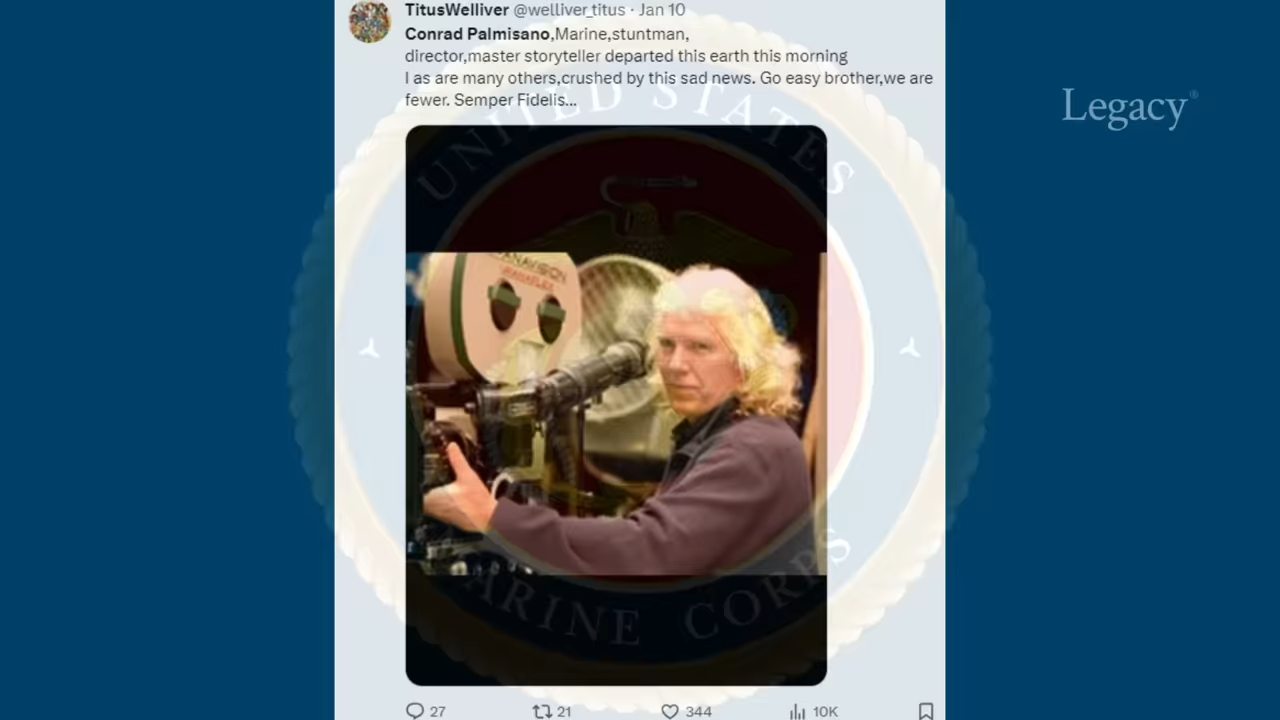 TitusWelliver @welliver_titus · Jan 10
Conrad Palmisano,Marine,stuntman,
director,master storyteller departed this earth this morning
I as are many others,crushed by this sad news. Go easy brother,we are
fewer. Semper Fidelis...
Legacy®
UNITED STATES
PANAVISION
PANAFLEX
MARINE CORPS
27 21 344 10K